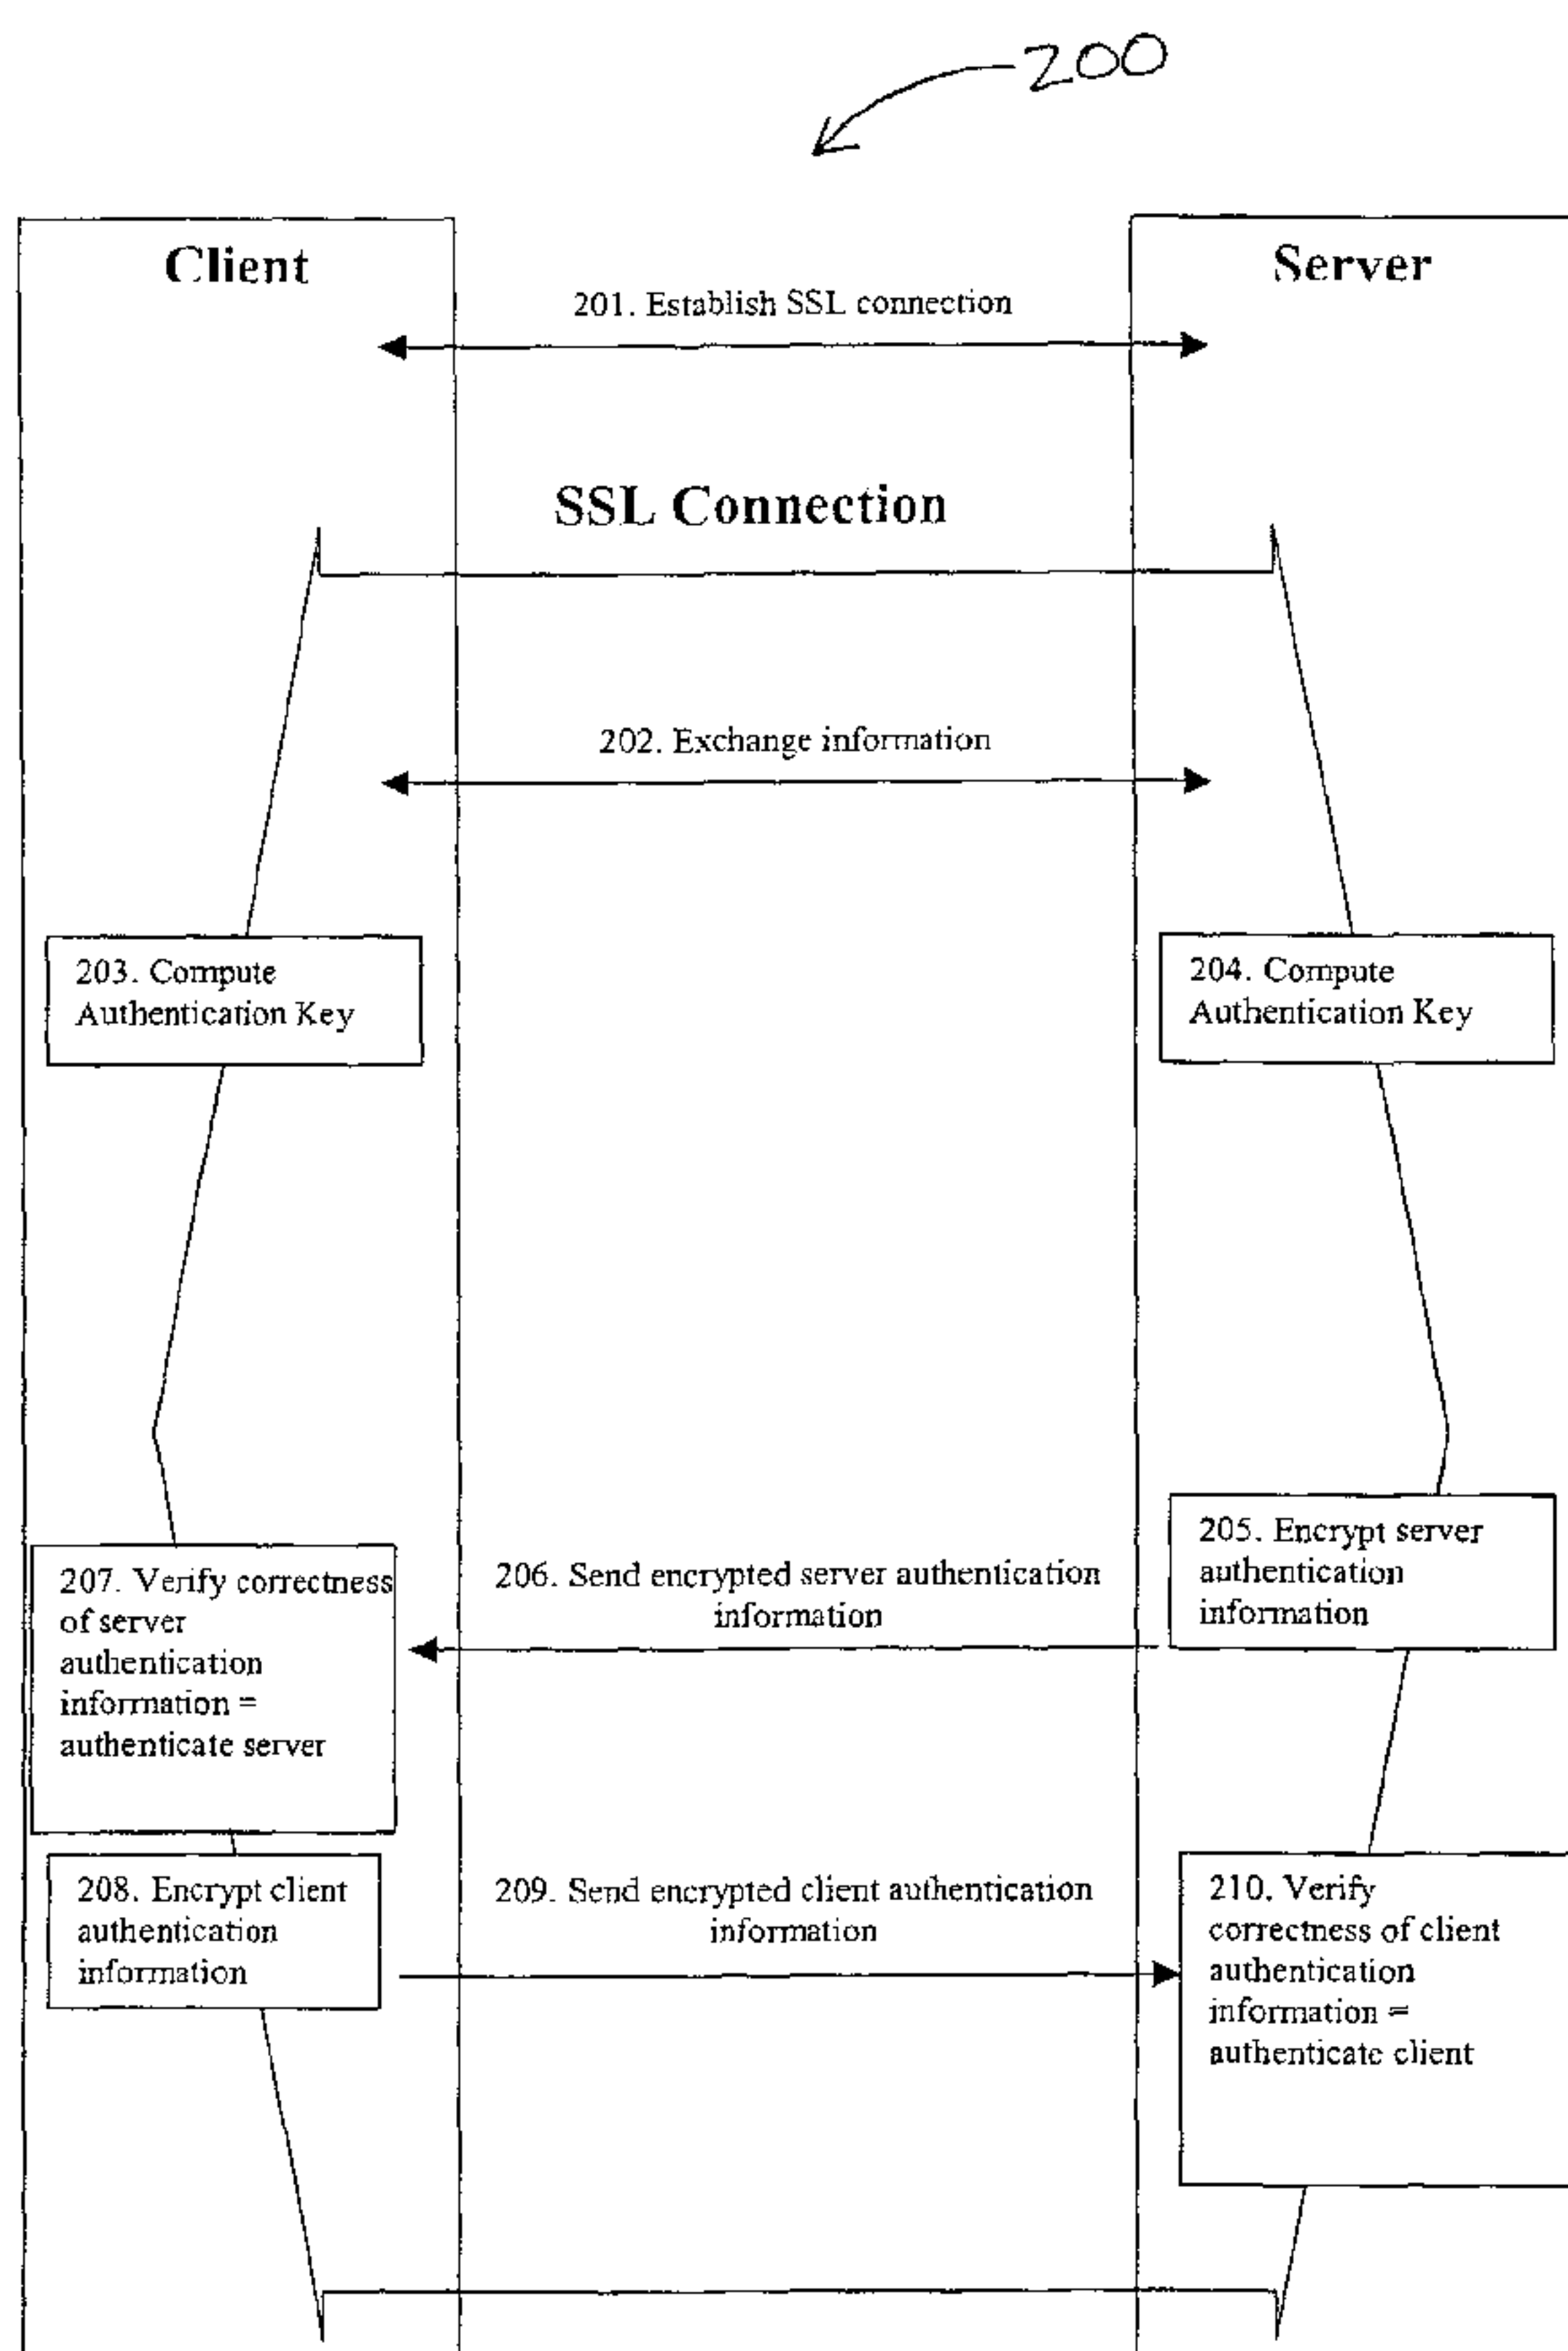 200
Client
Server
201. Establish SSL connection
SSL Connection
202. Exchange information
203. Compute
Authentication Key
204. Compute
Authentication Key
205. Encrypt server
authentication
information
206. Send encrypted server authentication
information
207. Verify correctness
of server
authentication
information =
authenticate server
208. Encrypt client
authentication
information
209. Send encrypted client authentication
information
210. Verify
correctness of client
authentication
information =
authenticate client